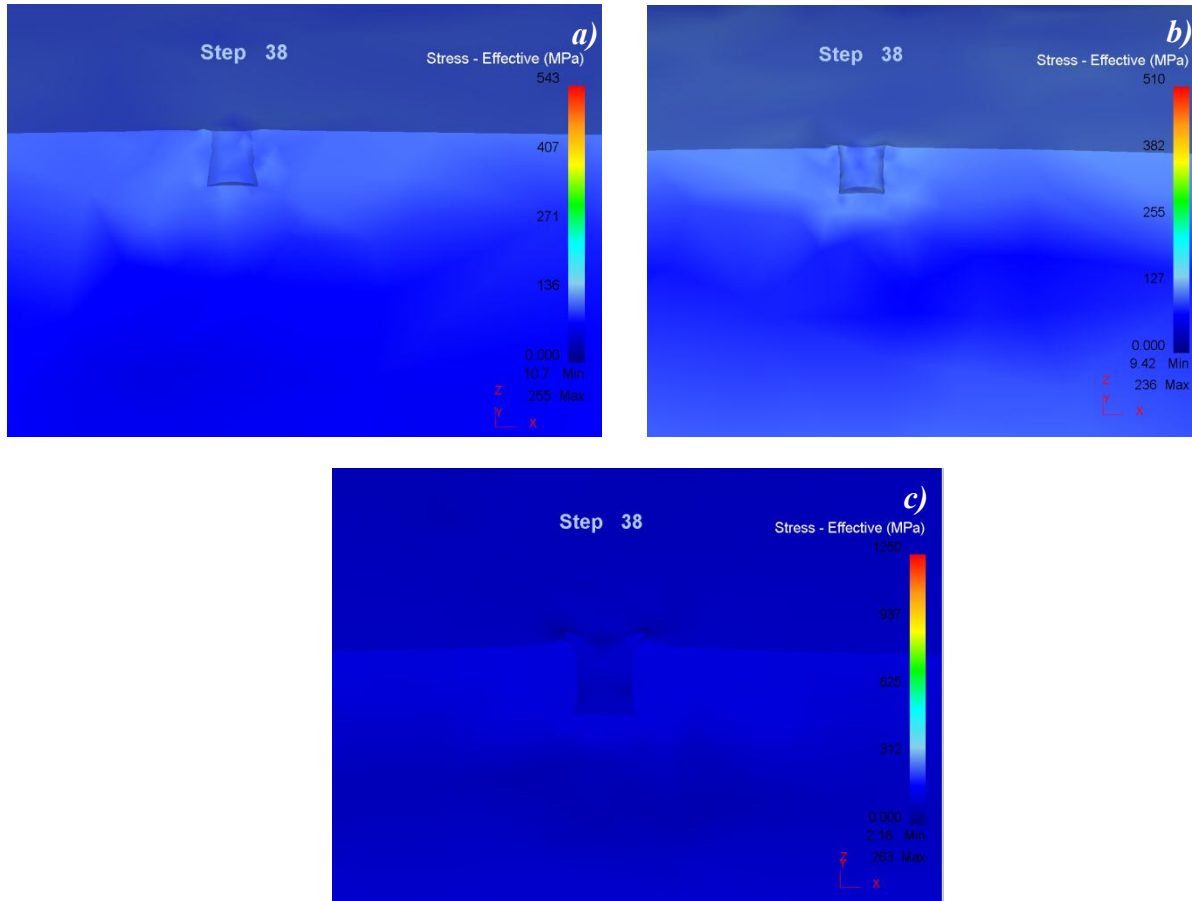 a)
Step 38
Stress - Effective (MPa)
543
407
271
136
0.000
10.7 Min
255 Max
Z
Y
X
b)
Step 38
Stress - Effective (MPa)
510
382
255
127
0.000
9.42 Min
236 Max
Z
Y
X
c)
Step 38
Stress - Effective (MPa)
1250
937
625
312
0.000
2.16 Min
263 Max
Z
Y
X